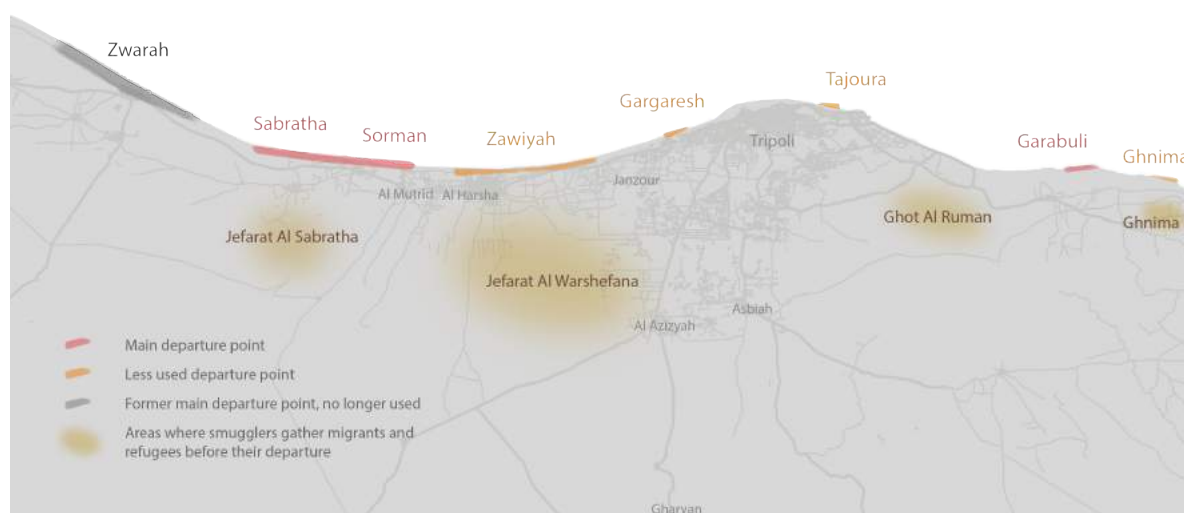 Zwarah
Sabratha
Sorman
Zawiyah
Gargaresh
Tajoura
Garabuli
Ghnima
Tripoli
Janzour
Al Mutrid
Al Harsha
Jefarat Al Sabratha
Ghot Al Ruman
Ghnima
Jefarat Al Warshefana
Asbiah
Al Azizyah
Main departure point
Less used departure point
Former main departure point, no longer used
Areas where smugglers gather migrants and
refugees before their departure
Gharyan